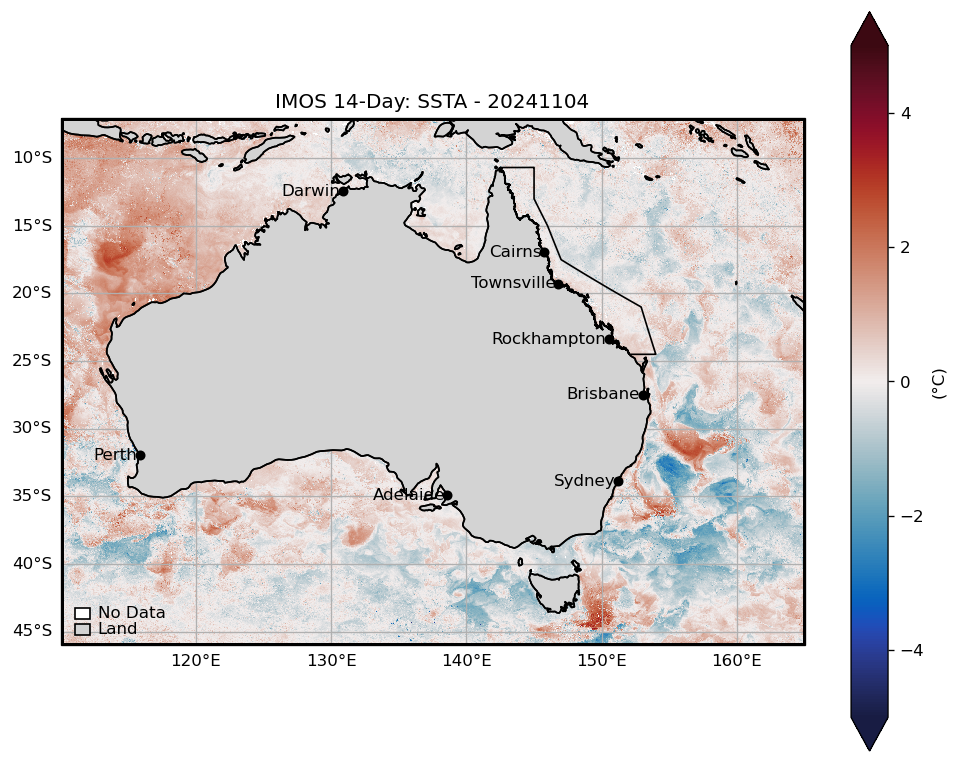 IMOS 14-Day: SSTA - 20241104
10°S
15°S
20°S
25°S
30°S
35°S
40°S
45°S
120°E
130°E
140°E
150°E
160°E
Darwin
Cairns
Townsville
Rockhampton
Brisbane
Perth
Sydney
Adelaide
No Data
Land
4
2
0
−2
−4
(°C)